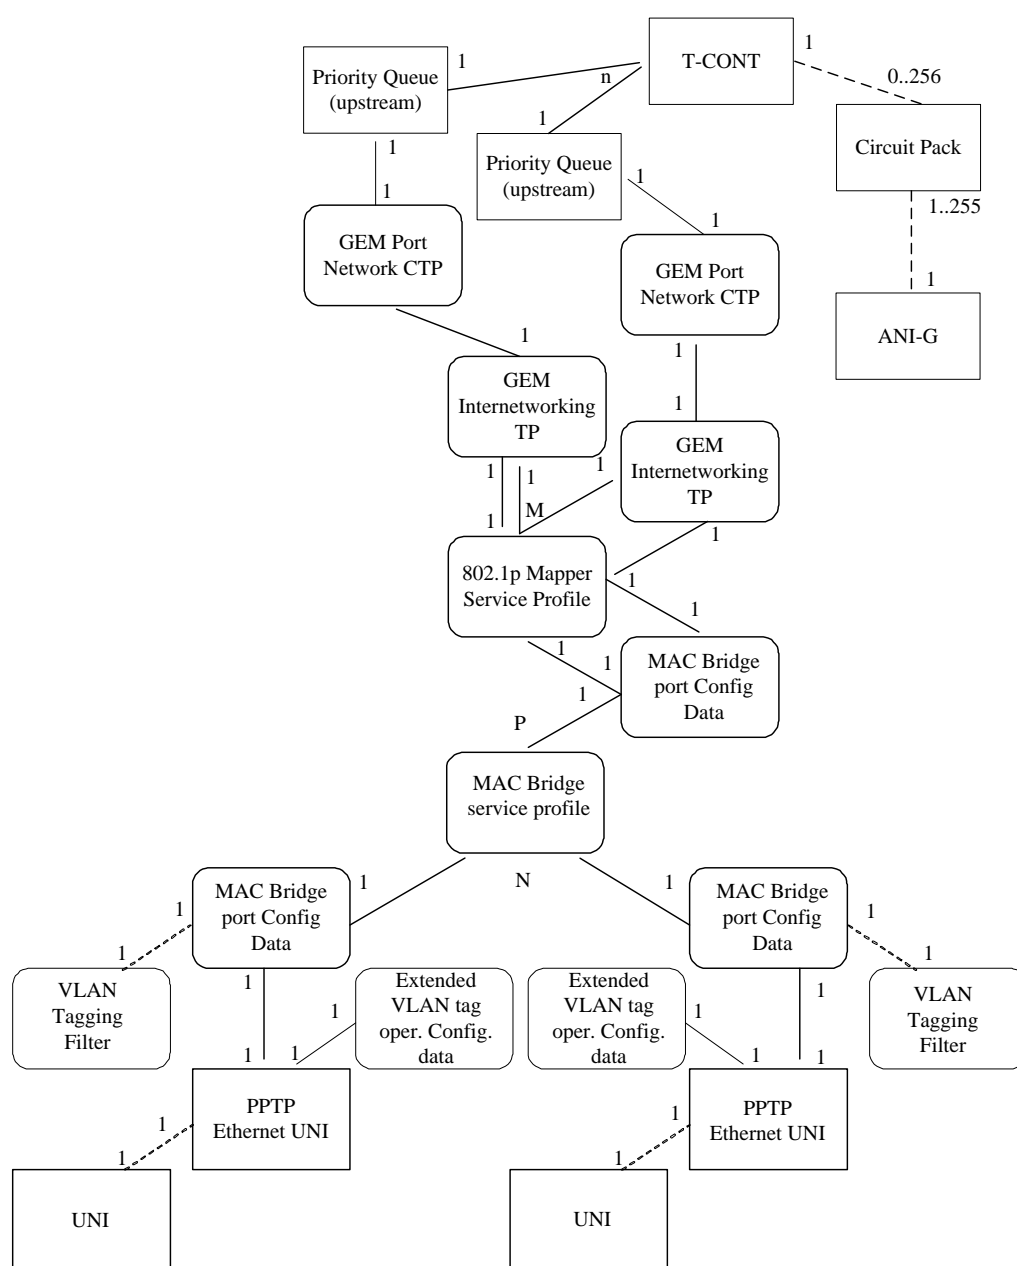 T-CONT
1
1
0..256
Priority Queue
(upstream)
n
1
Circuit Pack
1..255
1
1
Priority Queue
(upstream)
1
1
1
GEM Port
Network CTP
GEM Port
Network CTP
1
ANI-G
1
1
1
GEM
Internetworking
TP
GEM
Internetworking
TP
1
1
1
M
1
1
1
802.1p Mapper
Service Profile
1
1
1
1
1
MAC Bridge
port Config
Data
P
MAC Bridge
service profile
N
1
1
MAC Bridge
port Config
Data
MAC Bridge
port Config
Data
1
1
1
1
VLAN
Tagging
Filter
1
Extended
VLAN tag
oper. Config.
data
1
Extended
VLAN tag
oper. Config.
data
1
1
VLAN
Tagging
Filter
1
1
1
1
PPTP
Ethernet UNI
PPTP
Ethernet UNI
1
1
1
1
UNI
UNI